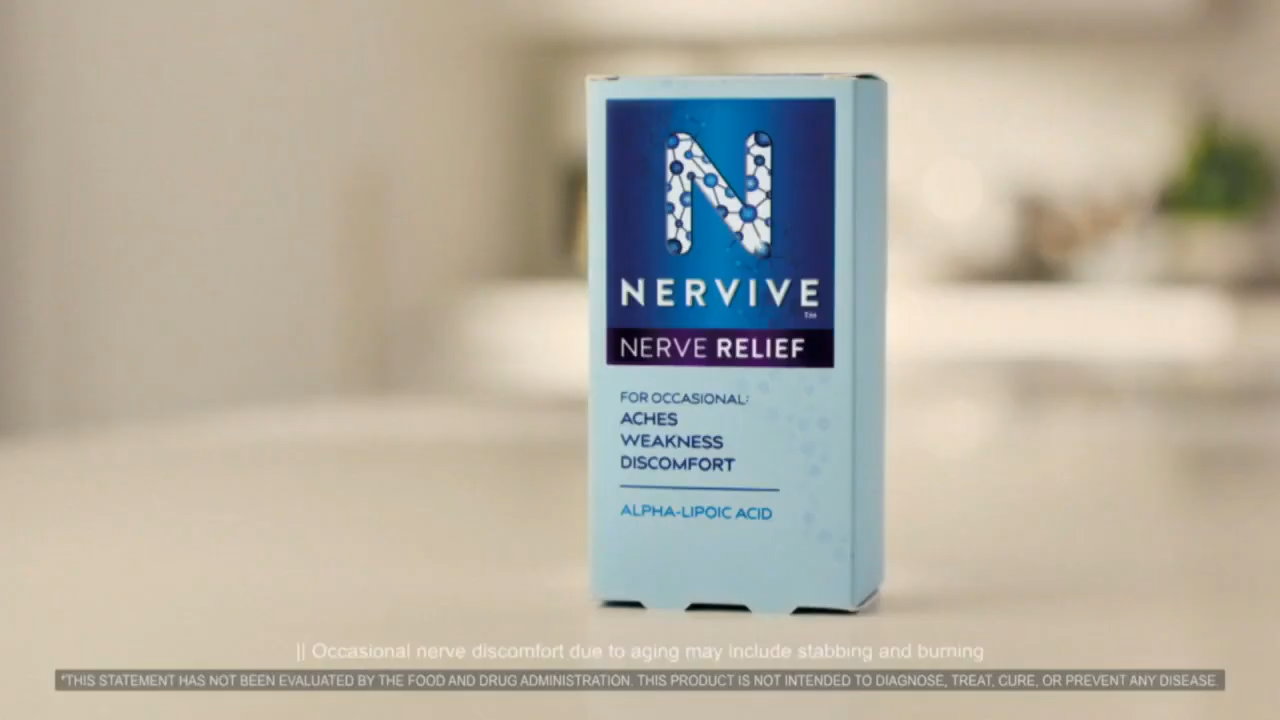 N
NERVIVE
TM
NERVE RELIEF
FOR OCCASIONAL:
ACHES
WEAKNESS
DISCOMFORT
ALPHA-LIPOIC ACID
|| Occasional nerve discomfort due to aging may include stabbing and burning
*THIS STATEMENT HAS NOT BEEN EVALUATED BY THE FOOD AND DRUG ADMINISTRATION. THIS PRODUCT IS NOT INTENDED TO DIAGNOSE, TREAT, CURE, OR PREVENT ANY DISEASE.